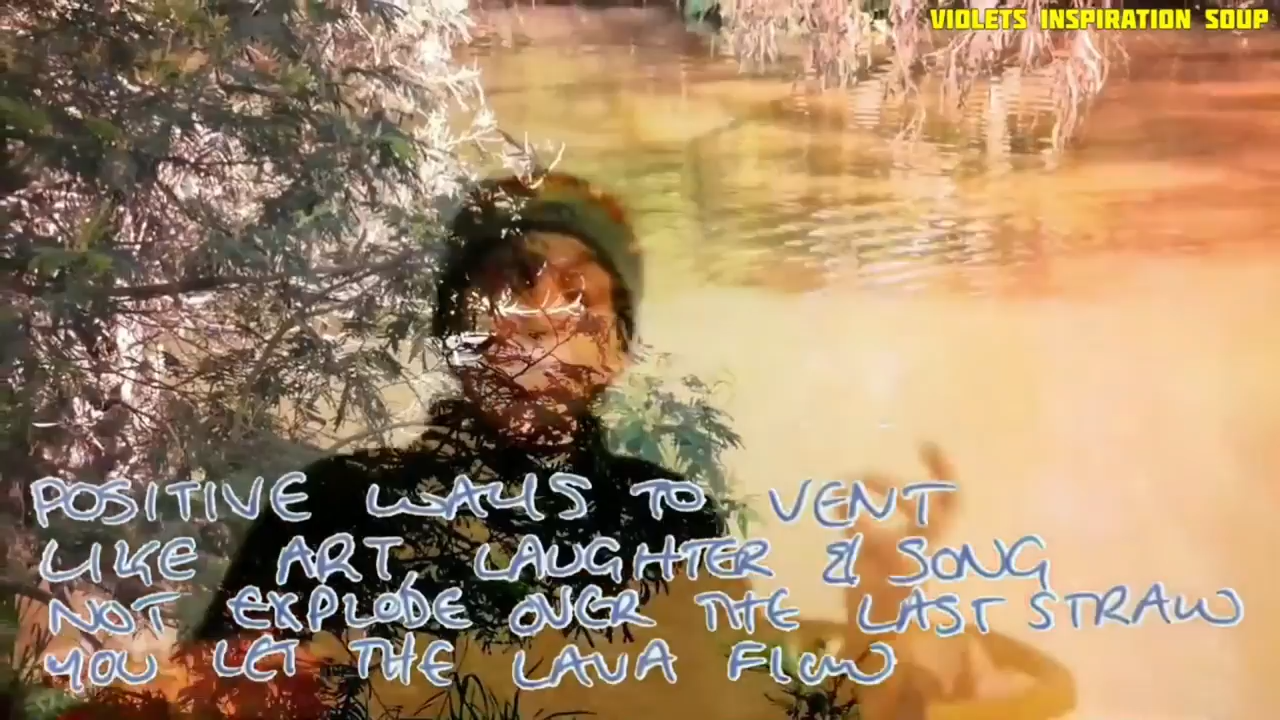 VIOLETS INSPIRATION SOUP
POSITIVE WAYS TO VENT
LIKE ART, LAUGHTER & SONG
NOT EXPLODE OVER THE LAST STRAW
YOU LET THE LAVA FLOW